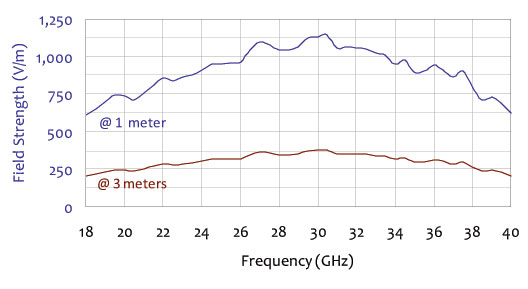 1,250
1,000
750
500
250
0
Field Strength (V/m)
@ 1 meter
@ 3 meters
18 20 22 24 26 28 30 32 34 36 38 40
Frequency (GHz)